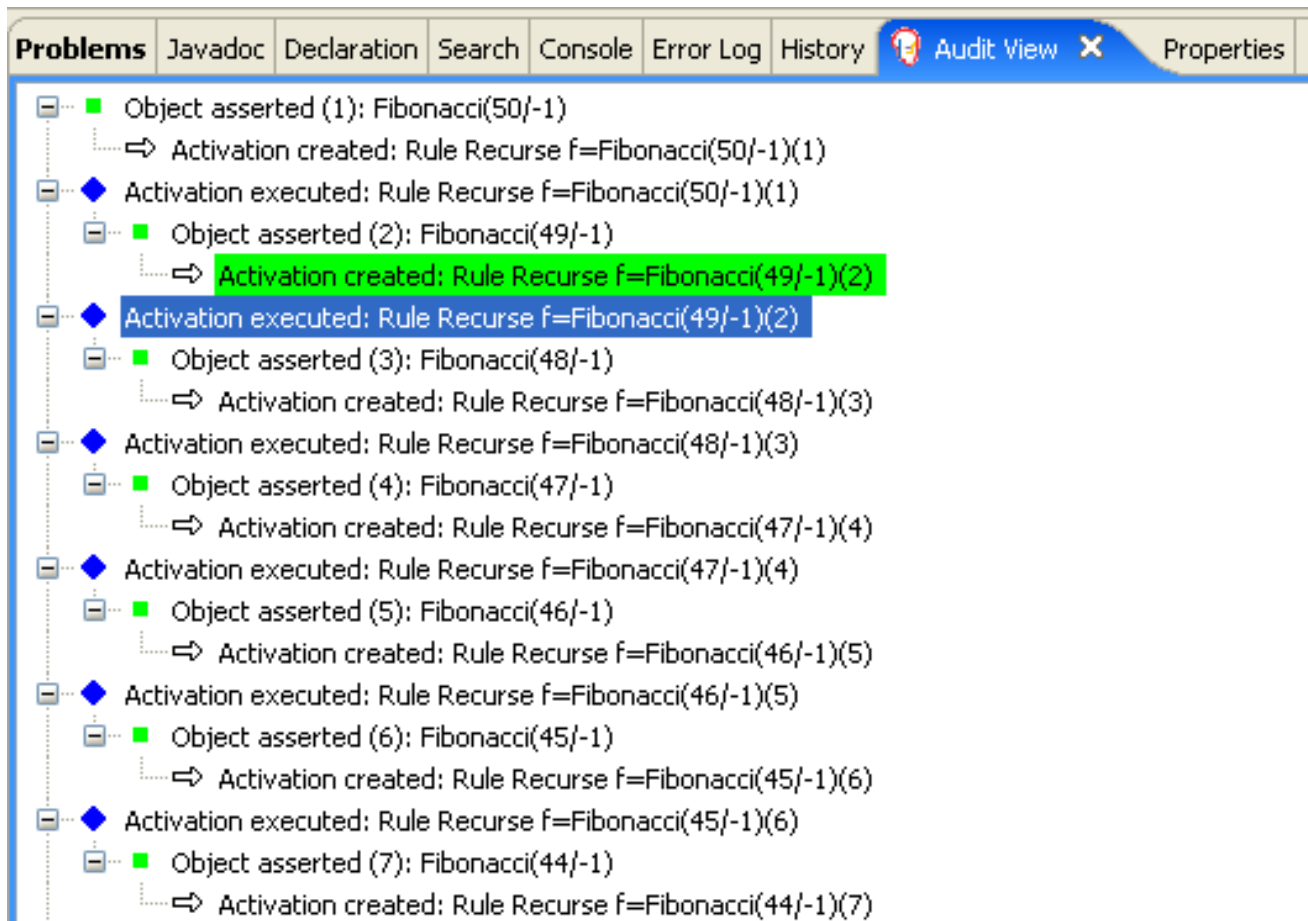 Problems Javadoc Declaration Search Console Error Log History Audit View Properties
Object asserted (1): Fibonacci(50/-1)
Activation created: Rule Recurse f=Fibonacci(50/-1)(1)
Activation executed: Rule Recurse f=Fibonacci(50/-1)(1)
Object asserted (2): Fibonacci(49/-1)
Activation created: Rule Recurse f=Fibonacci(49/-1)(2)
Activation executed: Rule Recurse f=Fibonacci(49/-1)(2)
Object asserted (3): Fibonacci(48/-1)
Activation created: Rule Recurse f=Fibonacci(48/-1)(3)
Activation executed: Rule Recurse f=Fibonacci(48/-1)(3)
Object asserted (4): Fibonacci(47/-1)
Activation created: Rule Recurse f=Fibonacci(47/-1)(4)
Activation executed: Rule Recurse f=Fibonacci(47/-1)(4)
Object asserted (5): Fibonacci(46/-1)
Activation created: Rule Recurse f=Fibonacci(46/-1)(5)
Activation executed: Rule Recurse f=Fibonacci(46/-1)(5)
Object asserted (6): Fibonacci(45/-1)
Activation created: Rule Recurse f=Fibonacci(45/-1)(6)
Activation executed: Rule Recurse f=Fibonacci(45/-1)(6)
Object asserted (7): Fibonacci(44/-1)
Activation created: Rule Recurse f=Fibonacci(44/-1)(7)